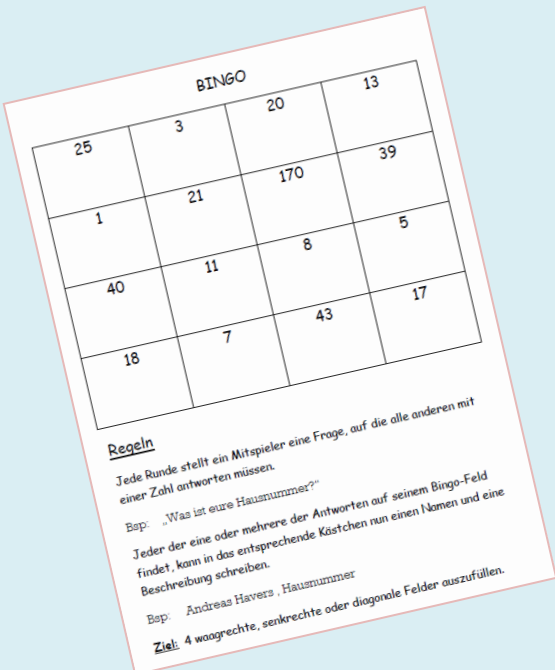 BINGO
25 3 20 13
1 21 170 39
40 11 8 5
18 7 43 17
Regeln
Jede Runde stellt ein Mitspieler eine Frage, auf die alle anderen mit
einer Zahl antworten müssen.
Bsp: „Was ist eure Hausnummer?“
Jeder der eine oder mehrere der Antworten auf seinem Bingo-Feld
findet, kann in das entsprechende Kästchen nun einen Namen und eine
Beschreibung schreiben.
Bsp: Andreas Havers , Hausnummer
Ziel: 4 waagrechte, senkrechte oder diagonale Felder auszufüllen.